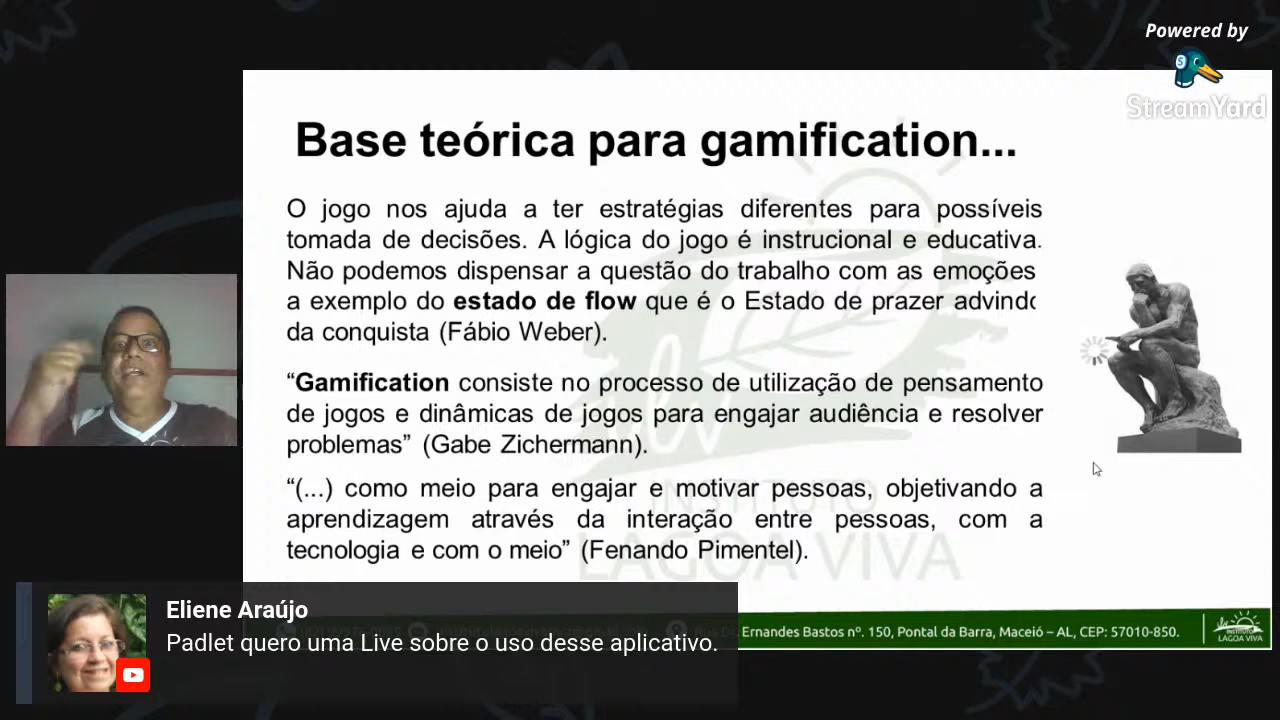 Powered by
StreamYard
Base teórica para gamification...
O jogo nos ajuda a ter estratégias diferentes para possíveis
tomada de decisões. A lógica do jogo é instrucional e educativa.
Não podemos dispensar a questão do trabalho com as emoções
a exemplo do estado de flow que é o Estado de prazer advindo
da conquista (Fábio Weber).
“Gamification consiste no processo de utilização de pensamento
de jogos e dinâmicas de jogos para engajar audiência e resolver
problemas” (Gabe Zichermann).
“(...) como meio para engajar e motivar pessoas, objetivando a
aprendizagem através da interação entre pessoas, com a
tecnologia e com o meio” (Fenando Pimentel).
INSTITUTO
LAGOA VIVA
Eliene Araújo
Padlet quero uma Live sobre o uso desse aplicativo.
Ernandes Bastos nº. 150, Pontal da Barra, Maceió – AL, CEP: 57010-850.
INSTITUTO
LAGOA VIVA